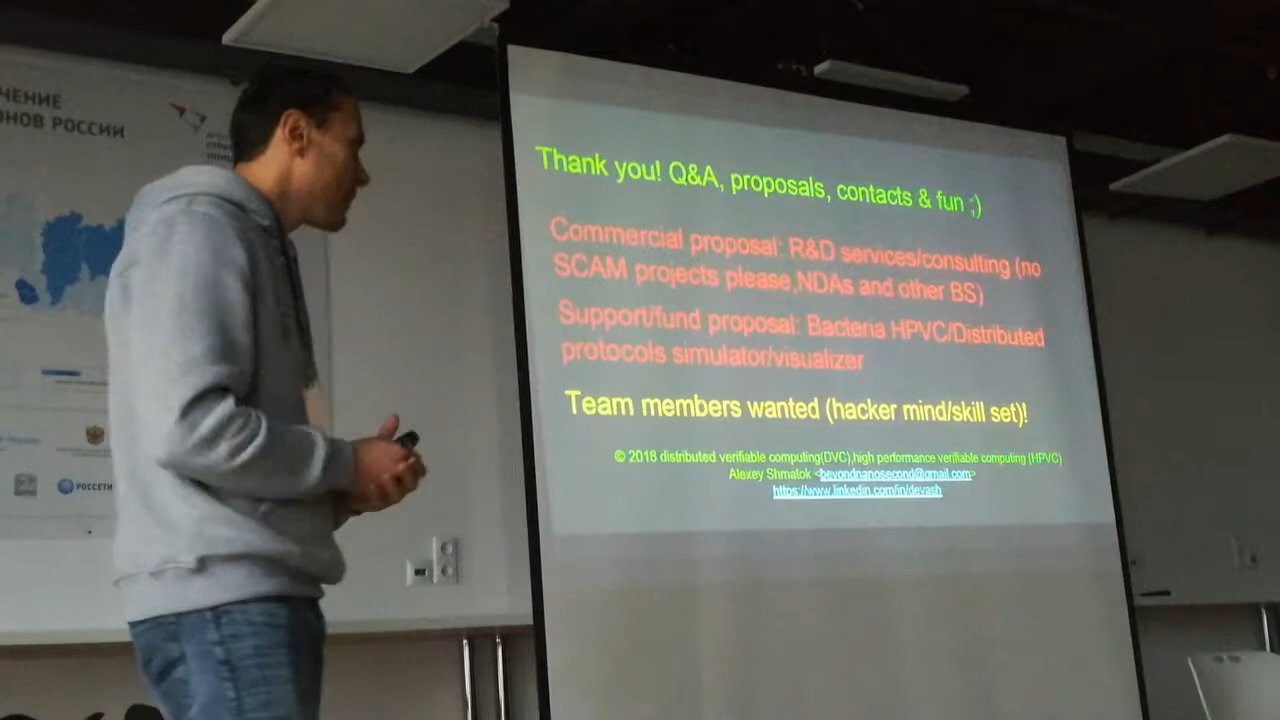 ЧЕНИЕ
ОНОВ РОССИИ
Thank you! Q&A, proposals, contacts & fun ;)
Commercial proposal: R&D services/consulting (no
SCAM projects please,NDAs and other BS)
Support/fund proposal: Bacteria HPVC/Distributed
protocols simulator/visualizer
Team members wanted (hacker mind/skill set)!
© 2018 distributed verifiable computing(DVC),high performance verifiable computing (HPVC)
Alexey Shmatok <beyondnanosecond@gmail.com>
https://www.linkedin.com/in/devash
РОССЕТИ